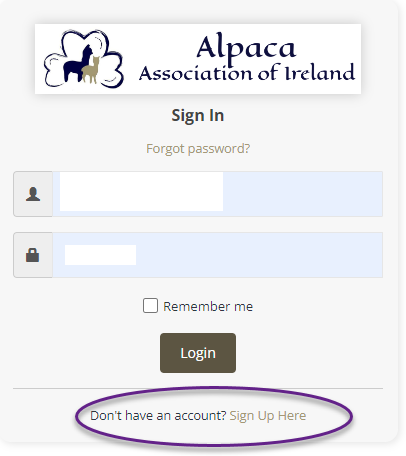 Alpaca
Association of Ireland
Sign In
Forgot password?
Remember me
Login
Don't have an account? Sign Up Here